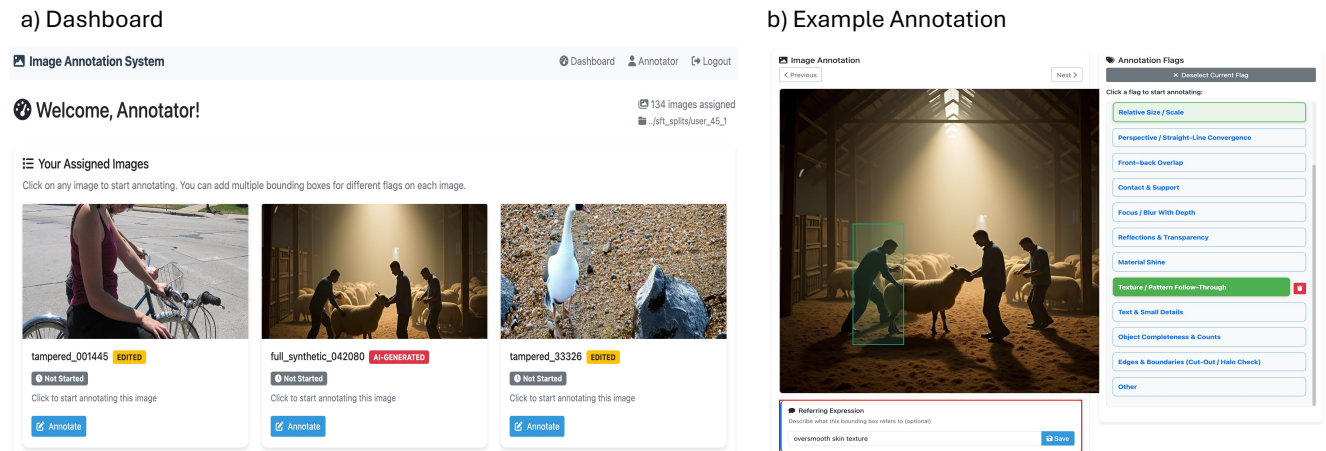 a) Dashboard
Image Annotation System
Dashboard
Annotator
Logout
Welcome, Annotator!
134 images assigned
../sft_splits/user_45_1
Your Assigned Images
Click on any image to start annotating. You can add multiple bounding boxes for different flags on each image.
tampered_001445 EDITED
Not Started
Click to start annotating this image
Annotate
full_synthetic_042080 AI-GENERATED
Not Started
Click to start annotating this image
Annotate
tampered_33326 EDITED
Not Started
Click to start annotating this image
Annotate
b) Example Annotation
Image Annotation
< Previous
Next >
Referring Expression
Describe what this bounding box refers to (optional)
oversmooth skin texture
Save
Annotation Flags
× Deselect Current Flag
Click a flag to start annotating:
Relative Size / Scale
Perspective / Straight-Line Convergence
Front–back Overlap
Contact & Support
Focus / Blur With Depth
Reflections & Transparency
Material Shine
Texture / Pattern Follow-Through
Text & Small Details
Object Completeness & Counts
Edges & Boundaries (Cut-Out / Halo Check)
Other